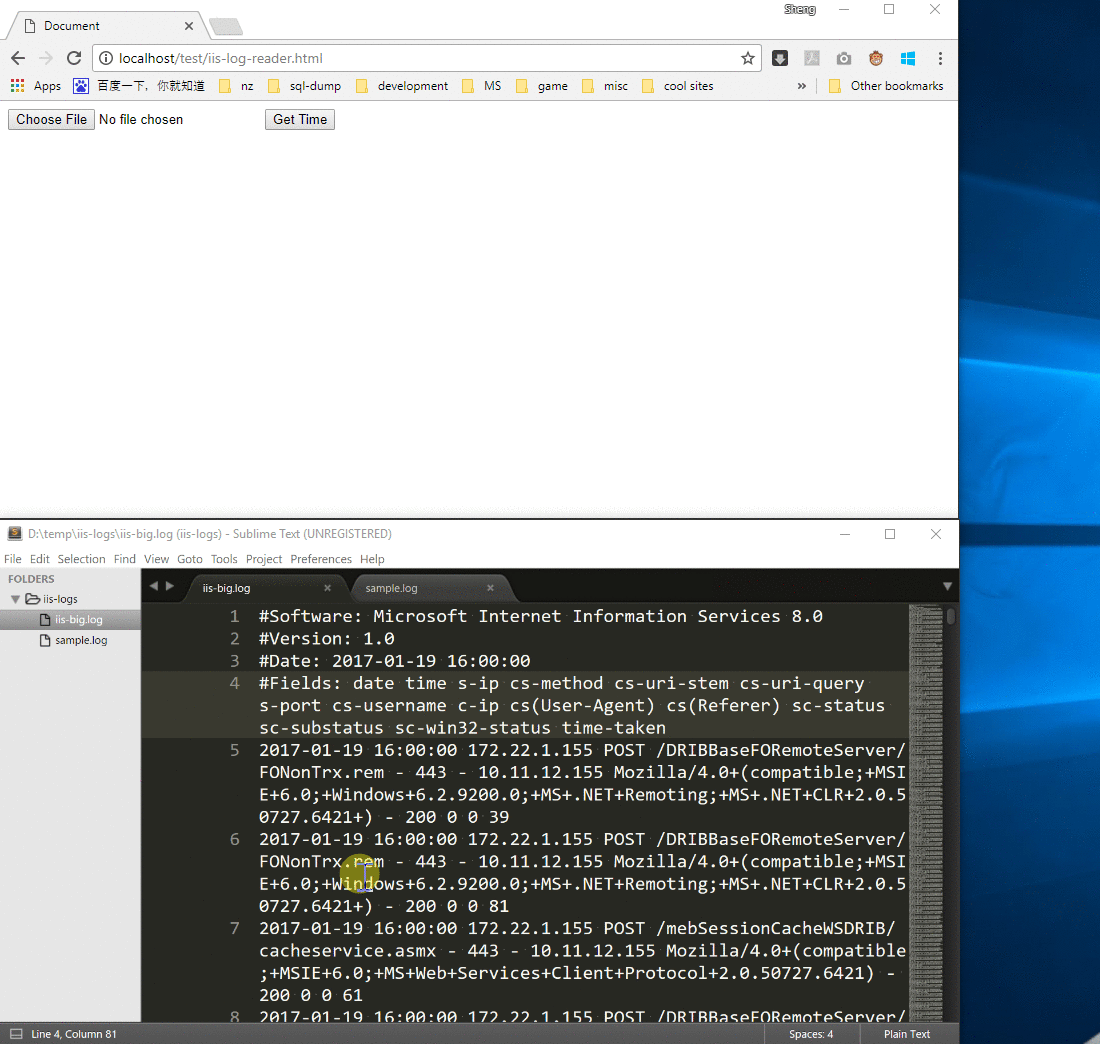 Document
Sheng
localhost/test/iis-log-reader.html
Apps 百度一下，你就知道 nz sql-dump development MS game misc cool sites » Other bookmarks
Choose File No file chosen Get Time
D:\temp\iis-logs\iis-big.log (iis-logs) - Sublime Text (UNREGISTERED)
File Edit Selection Find View Goto Tools Project Preferences Help
FOLDERS
iis-logs
iis-big.log
sample.log
iis-big.log sample.log
1 #Software: Microsoft Internet Information Services 8.0
2 #Version: 1.0
3 #Date: 2017-01-19 16:00:00
4 #Fields: date time s-ip cs-method cs-uri-stem cs-uri-query
s-port cs-username c-ip cs(User-Agent) cs(Referer) sc-status
sc-substatus sc-win32-status time-taken
5 2017-01-19 16:00:00 172.22.1.155 POST /DRIBBaseFORemoteServer/
FONonTrx.rem - 443 - 10.11.12.155 Mozilla/4.0+(compatible;+MSI
E+6.0;+Windows+6.2.9200.0;+MS+.NET+Remoting;+MS+.NET+CLR+2.0.5
0727.6421+) - 200 0 0 39
6 2017-01-19 16:00:00 172.22.1.155 POST /DRIBBaseFORemoteServer/
FONonTrx.rem - 443 - 10.11.12.155 Mozilla/4.0+(compatible;+MSI
E+6.0;+Windows+6.2.9200.0;+MS+.NET+Remoting;+MS+.NET+CLR+2.0.5
0727.6421+) - 200 0 0 81
7 2017-01-19 16:00:00 172.22.1.155 POST /mebSessionCacheWSDRIB/
cacheservice.asmx - 443 - 10.11.12.155 Mozilla/4.0+(compatible
;+MSIE+6.0;+MS+Web+Services+Client+Protocol+2.0.50727.6421) -
200 0 0 61
8 2017-01-19 16:00:00 172.22.1.155 POST /DRIBBaseFORemoteServer/
Line 4, Column 81 Spaces: 4 Plain Text